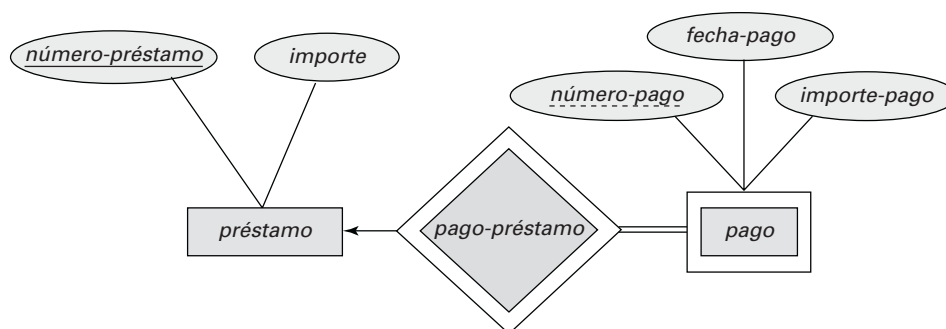 número-préstamo
importe
fecha-pago
número-pago
importe-pago
préstamo
pago-préstamo
pago